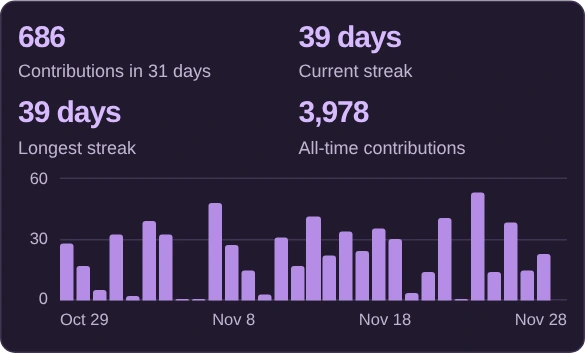 686
39 days
Contributions in 31 days
Current streak
39 days
3,978
Longest streak
All-time contributions
60
30
0
Oct 29
Nov 8
Nov 18
Nov 28